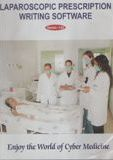 LAPAROSCOPIC PRESCRIPTION
WRITING SOFTWARE
Enjoy the World of Cyber Medicine